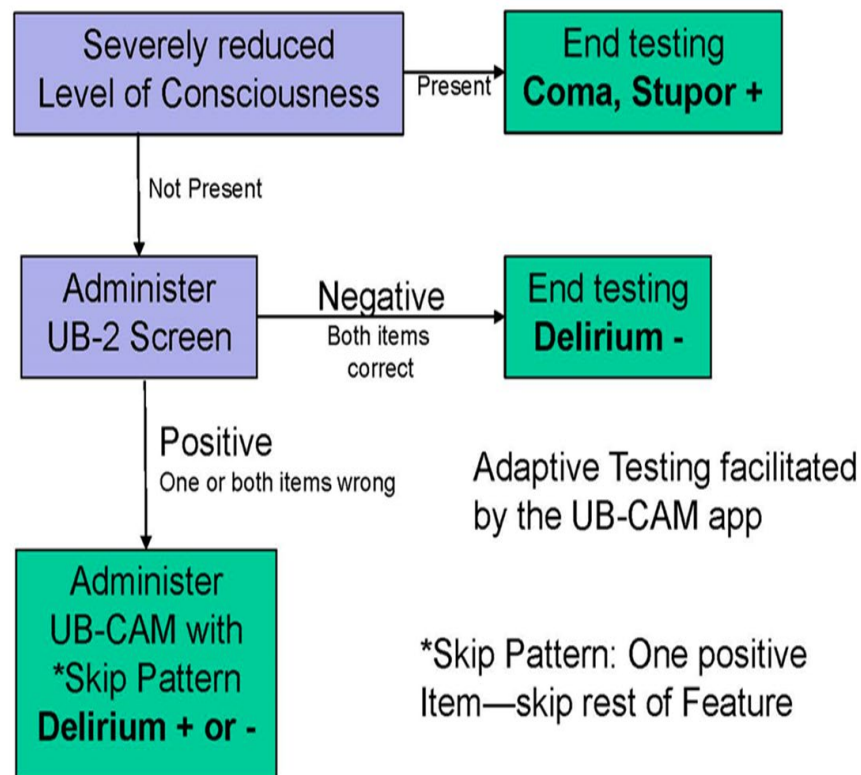 Severely reduced
Level of Consciousness
Present
End testing
Coma, Stupor +
Not Present
Administer
UB-2 Screen
Negative
Both items
correct
End testing
Delirium -
Positive
One or both items wrong
Adaptive Testing facilitated
by the UB-CAM app
Administer
UB-CAM with
*Skip Pattern
Delirium + or -
*Skip Pattern: One positive
Item—skip rest of Feature